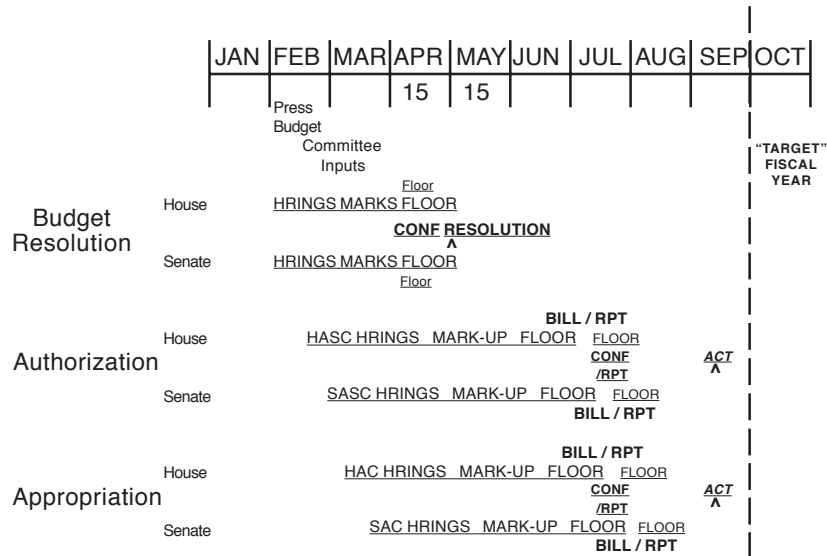 JAN FEB MAR APR MAY JUN JUL AUG SEP OCT
15 15
Press
Budget
Committee
Inputs
"TARGET"
FISCAL
YEAR
Floor
House HRINGS MARKS FLOOR
Budget
Resolution
CONF RESOLUTION
^
Senate HRINGS MARKS FLOOR
Floor
BILL / RPT
House HASC HRINGS MARK-UP FLOOR FLOOR
Authorization
CONF ACT
/RPT ^
Senate SASC HRINGS MARK-UP FLOOR FLOOR
BILL / RPT
BILL / RPT
House HAC HRINGS MARK-UP FLOOR FLOOR
Appropriation
CONF ACT
/RPT ^
Senate SAC HRINGS MARK-UP FLOOR FLOOR
BILL / RPT